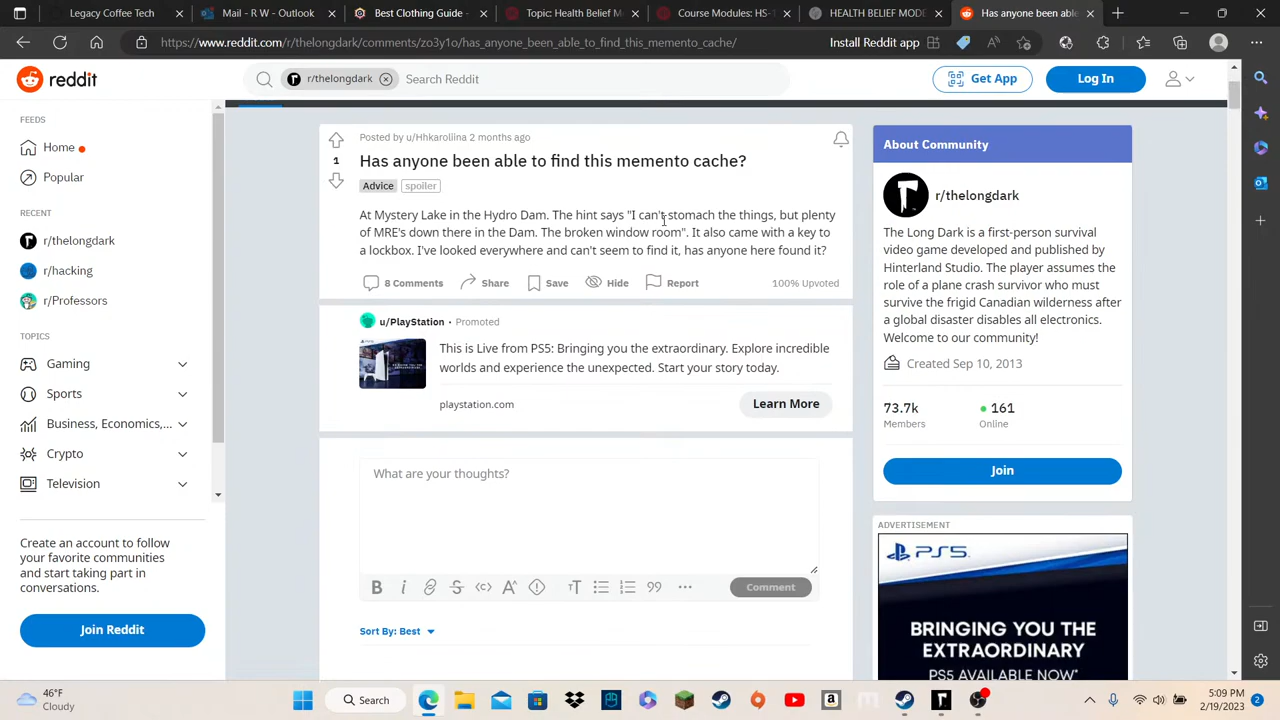 Legacy Coffee Tech
Mail - R W - Outlook
Best Clothing Guide -
Topic: Health Belief M
Course Modules: HS-
HEALTH BELIEF MODE
Has anyone been able
https://www.reddit.com/r/thelongdark/comments/zo3y1o/has_anyone_been_able_to_find_this_memento_cache/
Install Reddit app
reddit
r/thelongdark
Search Reddit
Get App
Log In
FEEDS
Home
Popular
RECENT
r/thelongdark
r/hacking
r/Professors
TOPICS
Gaming
Sports
Business, Economics,...
Crypto
Television
Create an account to follow
your favorite communities
and start taking part in
conversations.
Join Reddit
Posted by u/Hhkaroliina 2 months ago
1
Has anyone been able to find this memento cache?
Advice spoiler
At Mystery Lake in the Hydro Dam. The hint says "I can't stomach the things, but plenty
of MRE's down there in the Dam. The broken window room". It also came with a key to
a lockbox. I've looked everywhere and can't seem to find it, has anyone here found it?
8 Comments Share Save Hide Report 100% Upvoted
u/PlayStation • Promoted
This is Live from PS5: Bringing you the extraordinary. Explore incredible
worlds and experience the unexpected. Start your story today.
playstation.com
Learn More
What are your thoughts?
Comment
Sort By: Best
About Community
r/thelongdark
The Long Dark is a first-person survival
video game developed and published by
Hinterland Studio. The player assumes the
role of a plane crash survivor who must
survive the frigid Canadian wilderness after
a global disaster disables all electronics.
Welcome to our community!
Created Sep 10, 2013
73.7k 161
Members Online
Join
ADVERTISEMENT
PS5
BRINGING YOU THE
EXTRAORDINARY
PS5 AVAILABLE NOW*
46°F
Cloudy
Search
5:09 PM
2/19/2023
2